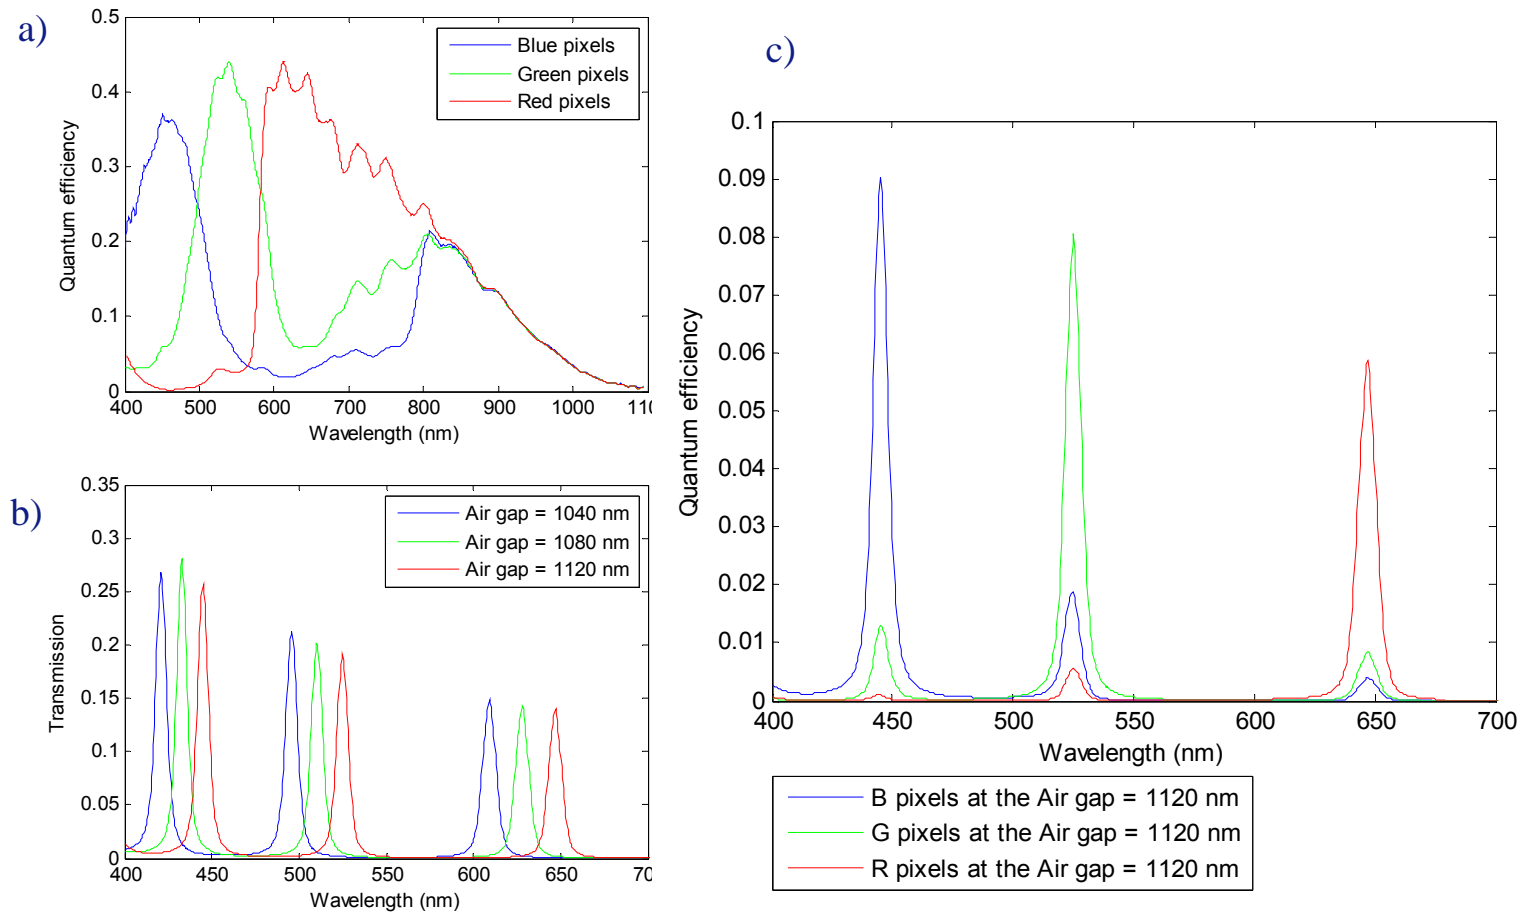 a)
0.5
0.4
0.3
0.2
0.1
0
Quantum efficiency
Blue pixels
Green pixels
Red pixels
400 500 600 700 800 900 1000 110
Wavelength (nm)
b)
0.35
0.3
0.25
0.2
0.15
0.1
0.05
0
Transmission
Air gap = 1040 nm
Air gap = 1080 nm
Air gap = 1120 nm
400 450 500 550 600 650 70
Wavelength (nm)
c)
0.1
0.09
0.08
0.07
0.06
0.05
0.04
0.03
0.02
0.01
0
Quantum efficiency
400 450 500 550 600 650 700
Wavelength (nm)
B pixels at the Air gap = 1120 nm
G pixels at the Air gap = 1120 nm
R pixels at the Air gap = 1120 nm